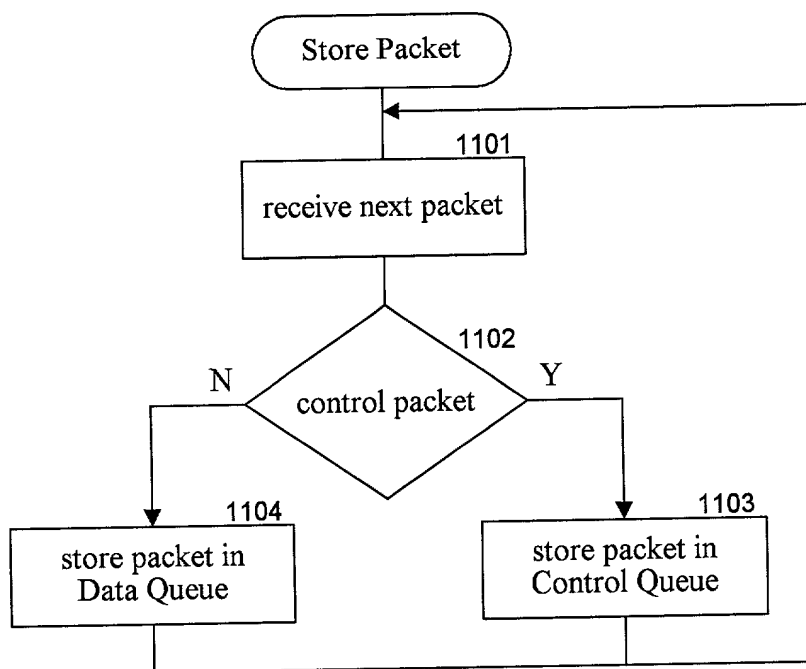 Store Packet
1101
receive next packet
1102
N
Y
control packet
1104
1103
store packet in
Data Queue
store packet in
Control Queue